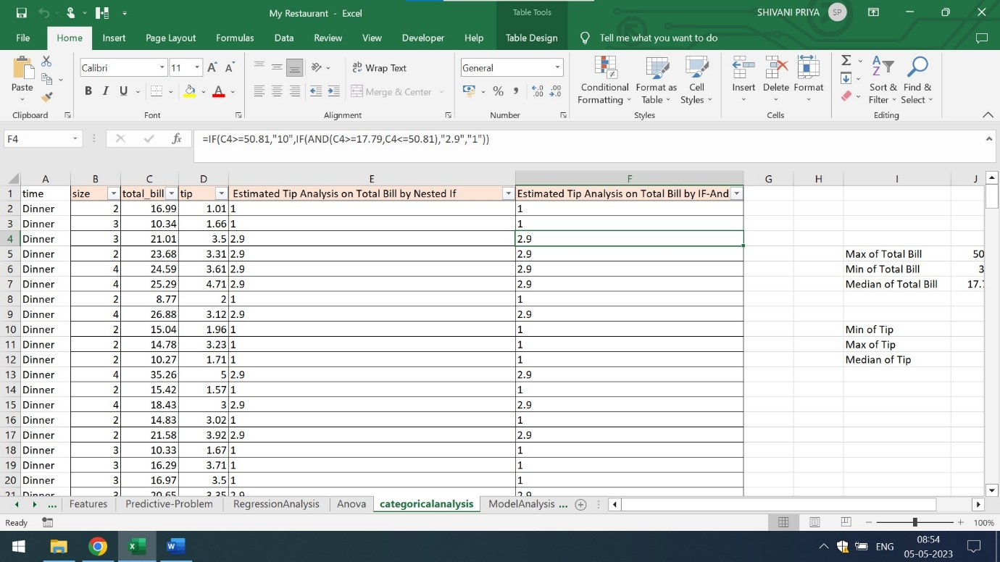 My Restaurant - Excel
Table Tools
SHIVANI PRIYA SP
File Home Insert Page Layout Formulas Data Review View Developer Help Table Design Tell me what you want to do
Paste
Calibri 11
B I U
ab Wrap Text
Merge & Center
General
% ,
Conditional Formatting
Format as Table
Cell Styles
Insert Delete Format
Sort & Filter
Find & Select
Clipboard Font Alignment Number Styles Cells Editing
F4 fx =IF(C4>=50.81,"10",IF(AND(C4>=17.79,C4<=50.81),"2.9","1"))
A B C D E F G H I J
1 time size total_bill tip Estimated Tip Analysis on Total Bill by Nested If Estimated Tip Analysis on Total Bill by IF-And
2 Dinner 2 16.99 1.01 1 1
3 Dinner 3 10.34 1.66 1 1
4 Dinner 3 21.01 3.5 2.9 2.9
5 Dinner 2 23.68 3.31 2.9 2.9 Max of Total Bill 50
6 Dinner 4 24.59 3.61 2.9 2.9 Min of Total Bill 3
7 Dinner 4 25.29 4.71 2.9 2.9 Median of Total Bill 17.
8 Dinner 2 8.77 2 1 1
9 Dinner 4 26.88 3.12 2.9 2.9
10 Dinner 2 15.04 1.96 1 1 Min of Tip
11 Dinner 2 14.78 3.23 1 1 Max of Tip
12 Dinner 2 10.27 1.71 1 1 Median of Tip
13 Dinner 4 35.26 5 2.9 2.9
14 Dinner 2 15.42 1.57 1 1
15 Dinner 4 18.43 3 2.9 2.9
16 Dinner 2 14.83 3.02 1 1
17 Dinner 2 21.58 3.92 2.9 2.9
18 Dinner 3 10.33 1.67 1 1
19 Dinner 3 16.29 3.71 1 1
20 Dinner 3 16.97 3.5 1 1
21 Dinner 3 20.65 3.35 2.9 2.9
... Features Predictive-Problem RegressionAnalysis Anova categoricalanalysis ModelAnalysis ...
Ready 100%
ENG 08:54
05-05-2023